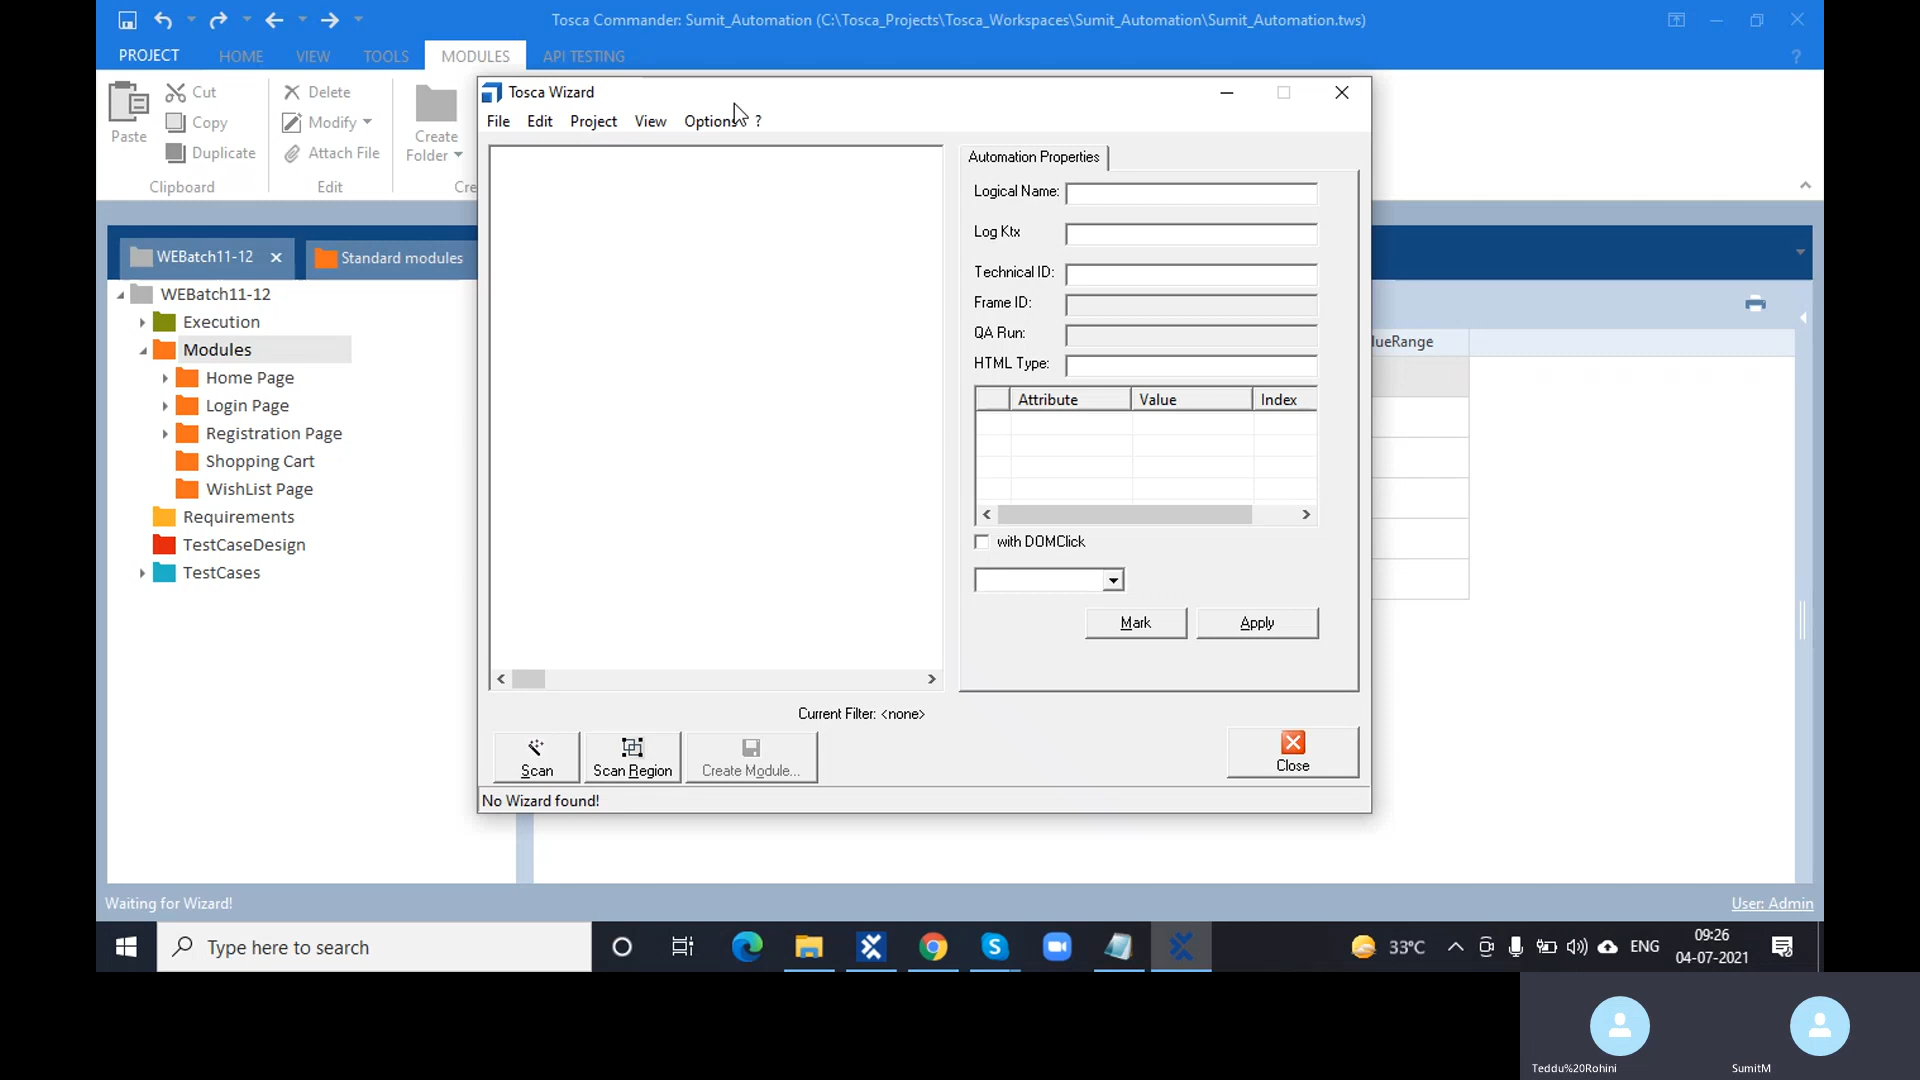 Tosca Commander: Sumit_Automation (C:\Tosca_Projects\Tosca_Workspaces\Sumit_Automation\Sumit_Automation.tws)
PROJECT HOME VIEW TOOLS MODULES API TESTING ?
Paste
Cut
Copy
Duplicate
Clipboard
Delete
Modify
Attach File
Edit
Create
Folder
Cre
WEBatch11-12
Standard modules
WEBatch11-12
Execution
Modules
Home Page
Login Page
Registration Page
Shopping Cart
WishList Page
Requirements
TestCaseDesign
TestCases
Tosca Wizard
File Edit Project View Options ?
Automation Properties
Logical Name:
Log Ktx
Technical ID:
Frame ID:
QA Run:
HTML Type:
Attribute Value Index
with DOMClick
Mark Apply
Current Filter: <none>
Scan
Scan Region
Create Module...
Close
No Wizard found!
lueRange
Waiting for Wizard!
User: Admin
Type here to search
33°C
ENG
09:26
04-07-2021
Teddu%20Rohini
SumitM